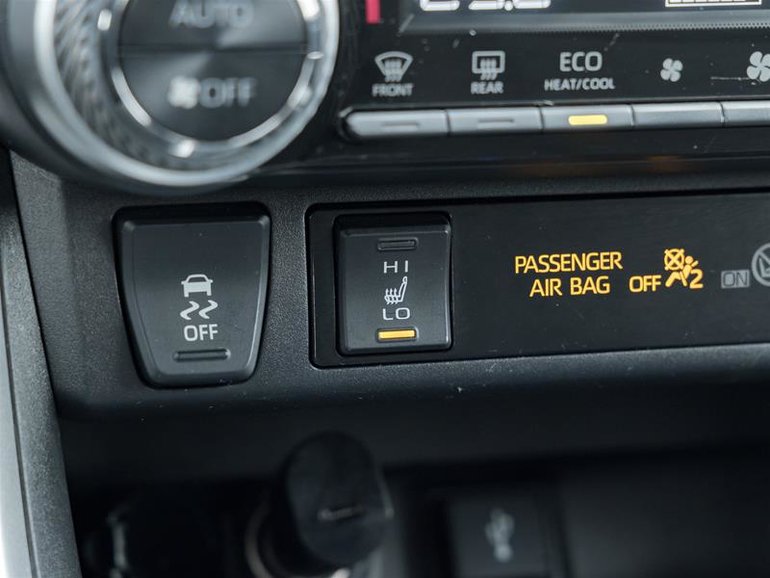 AUTO
OFF
FRONT
REAR
ECO
HEAT/COOL
OFF
HI
LO
PASSENGER
AIR BAG
OFF
2
ON